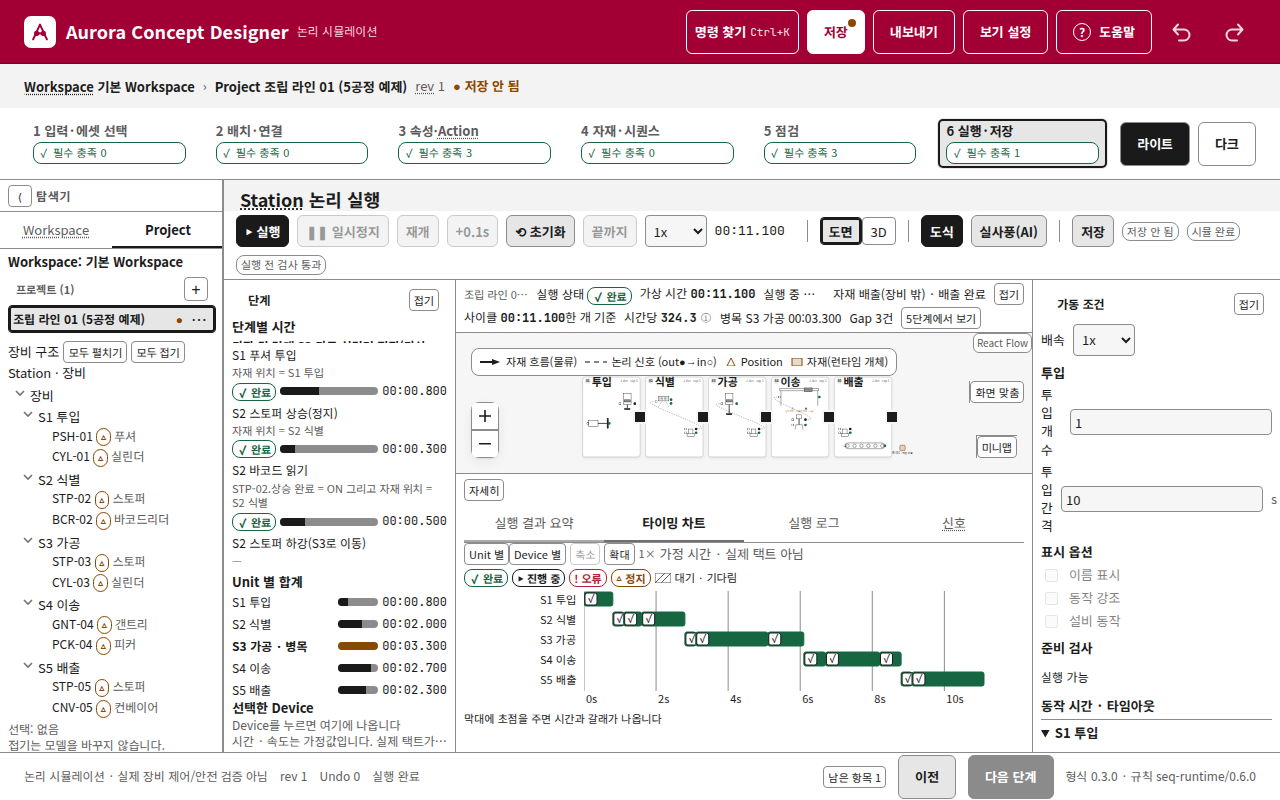 Aurora Concept Designer 논리 시뮬레이션
명령 찾기 Ctrl+K
저장
내보내기
보기 설정
? 도움말
Workspace 기본 Workspace › Project 조립 라인 01 (5공정 예제) rev 1 ● 저장 안 됨
1 입력·에셋 선택
✓ 필수 충족 0
2 배치·연결
✓ 필수 충족 0
3 속성·Action
✓ 필수 충족 3
4 자재·시퀀스
✓ 필수 충족 0
5 점검
✓ 필수 충족 3
6 실행·저장
✓ 필수 충족 1
라이트
다크
⟨ 탐색기
Workspace Project
Workspace: 기본 Workspace
프로젝트 (1) +
조립 라인 01 (5공정 예제) ● ···
장비 구조 모두 펼치기 모두 접기
Station · 장비
장비
S1 투입
PSH-01 푸셔
CYL-01 실린더
S2 식별
STP-02 스토퍼
BCR-02 바코드리더
S3 가공
STP-03 스토퍼
CYL-03 실린더
S4 이송
GNT-04 갠트리
PCK-04 피커
S5 배출
STP-05 스토퍼
CNV-05 컨베이어
선택: 없음
접기는 모델을 바꾸지 않습니다.
Station 논리 실행
▸ 실행 ❚❚ 일시정지 재개 +0.1s ⟲ 초기화 끝까지 1x 00:11.100 도면 3D 도식 실사풍(AI) 저장 저장 안 됨 시뮬 완료
실행 전 검사 통과
단계 접기
단계별 시간
S1 푸셔 투입
자재 위치 = S1 투입
✓ 완료 00:00.800
S2 스토퍼 상승(정지)
자재 위치 = S2 식별
✓ 완료 00:00.300
S2 바코드 읽기
STP-02.상승 완료 = ON 그리고 자재 위치 =
S2 식별
✓ 완료 00:00.500
S2 스토퍼 하강(S3로 이동)
—
Unit 별 합계
S1 투입 00:00.800
S2 식별 00:02.000
S3 가공 · 병목 00:03.300
S4 이송 00:02.700
S5 배출 00:02.300
선택한 Device
Device를 누르면 여기에 나옵니다
시간 · 속도는 가정값입니다. 실제 택트가···
조립 라인 0··· 실행 상태 ✓ 완료 가상 시간 00:11.100 실행 중 ··· 자재 배출(장비 밖) · 배출 완료 접기
사이클 00:11.100한 개 기준 시간당 324.3 ⓘ 병목 S3 가공 00:03.300 Gap 3건 5단계에서 보기
React Flow
자재 흐름(물류) 논리 신호 (out●→in○) △ Position 자재(런타임 개체)
투입 식별 가공 이송 배출
화면 맞춤
+
−
미니맵
자세히
실행 결과 요약 타이밍 차트 실행 로그 신호
Unit 별 Device 별 축소 확대 1× 가정 시간 · 실제 택트 아님
✓ 완료 ▸ 진행 중 ! 오류 정지 대기 · 기다림
S1 투입
S2 식별
S3 가공
S4 이송
S5 배출
0s 2s 4s 6s 8s 10s
막대에 초점을 주면 시간과 갈래가 나옵니다
가동 조건 접기
배속 1x
투입
투입 개수 1
투입 간격 10 s
표시 옵션
이름 표시
동작 강조
설비 동작
준비 검사
실행 가능
동작 시간 · 타임아웃
▼ S1 투입
논리 시뮬레이션 · 실제 장비 제어/안전 검증 아님 rev 1 Undo 0 실행 완료
남은 항목 1 이전 다음 단계 형식 0.3.0 · 규칙 seq-runtime/0.6.0